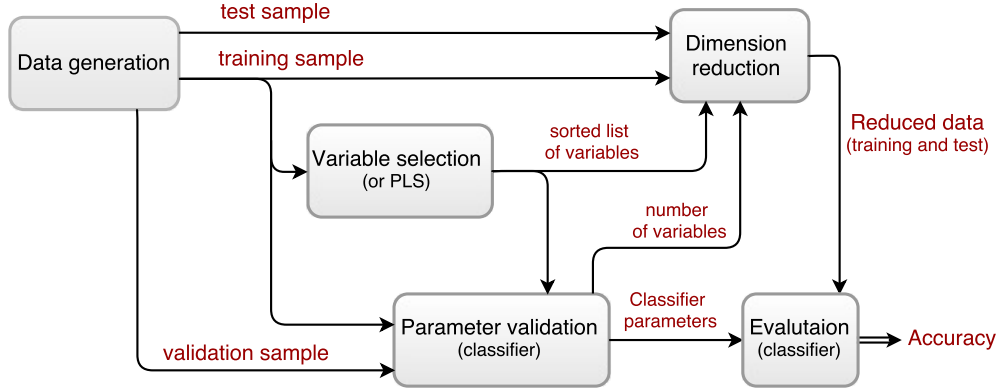 test sample
Data generation
training sample
Dimension
reduction
Variable selection
(or PLS)
sorted list
of variables
Reduced data
(training and test)
number
of variables
Parameter validation
(classifier)
Classifier
parameters
Evalutaion
(classifier)
Accuracy
validation sample